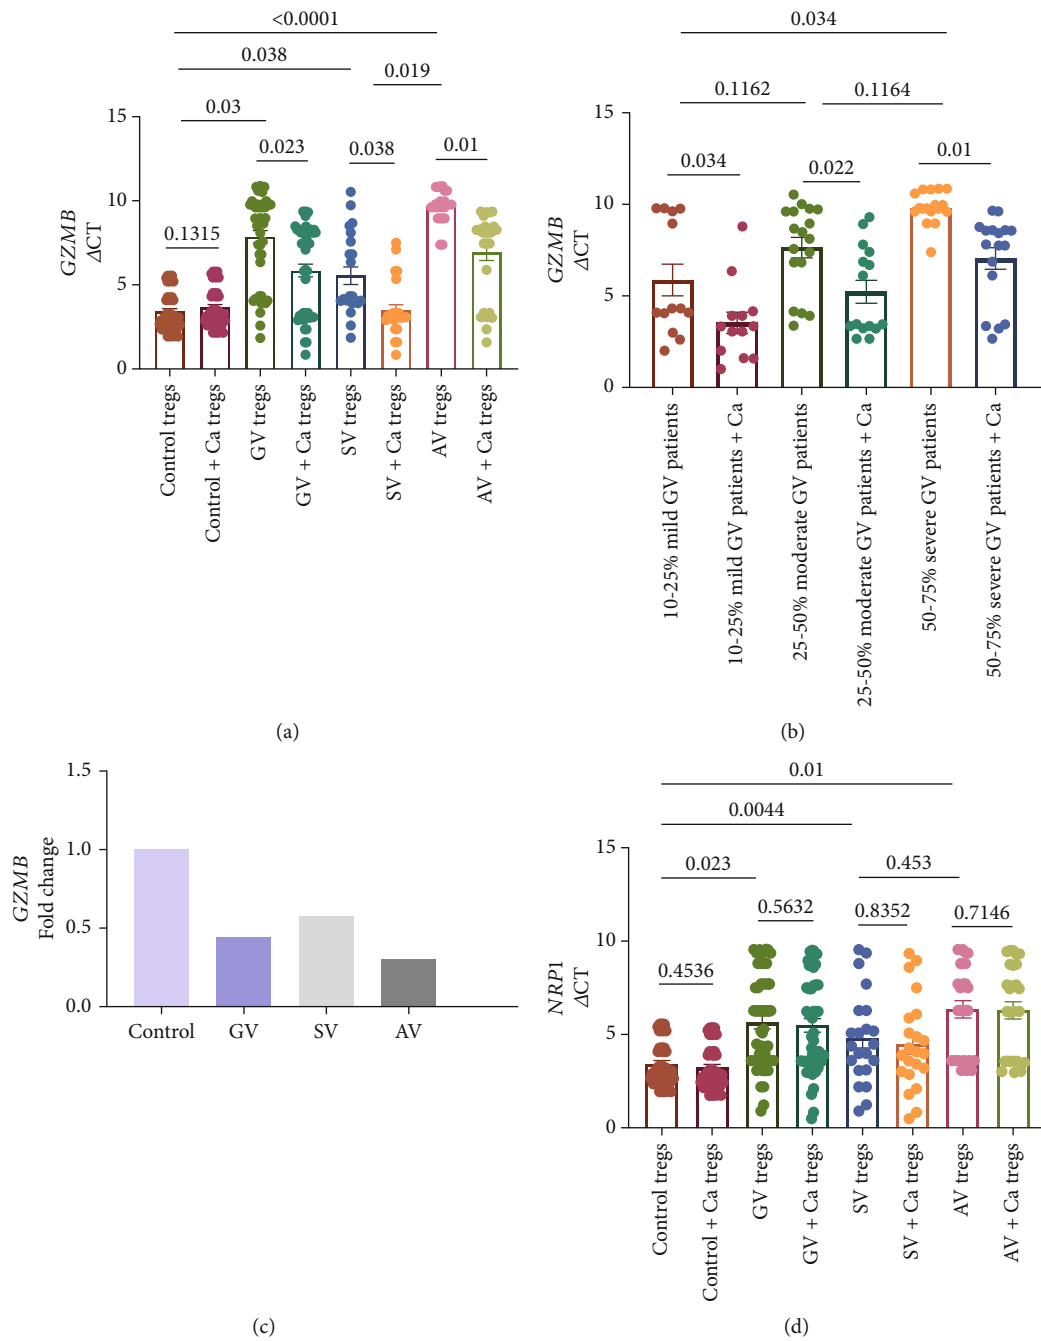 <0.0001
0.038
0.019
0.03
0.023
0.038
0.01
0.1315
15
10
5
0
GZMB
ΔCT
Control tregs
Control + Ca tregs
GV tregs
GV + Ca tregs
SV tregs
SV + Ca tregs
AV tregs
AV + Ca tregs
(a)
0.034
0.1162
0.1164
0.034
0.022
0.01
15
10
5
0
GZMB
ΔCT
10-25% mild GV patients
10-25% mild GV patients + Ca
25-50% moderate GV patients
25-50% moderate GV patients + Ca
50-75% severe GV patients
50-75% severe GV patients + Ca
(b)
1.5
1.0
0.5
0.0
GZMB
Fold change
Control
GV
SV
AV
(c)
0.01
0.0044
0.023
0.453
0.5632
0.8352
0.7146
0.4536
15
10
5
0
NRP1
ΔCT
Control tregs
Control + Ca tregs
GV tregs
GV + Ca tregs
SV tregs
SV + Ca tregs
AV tregs
AV + Ca tregs
(d)